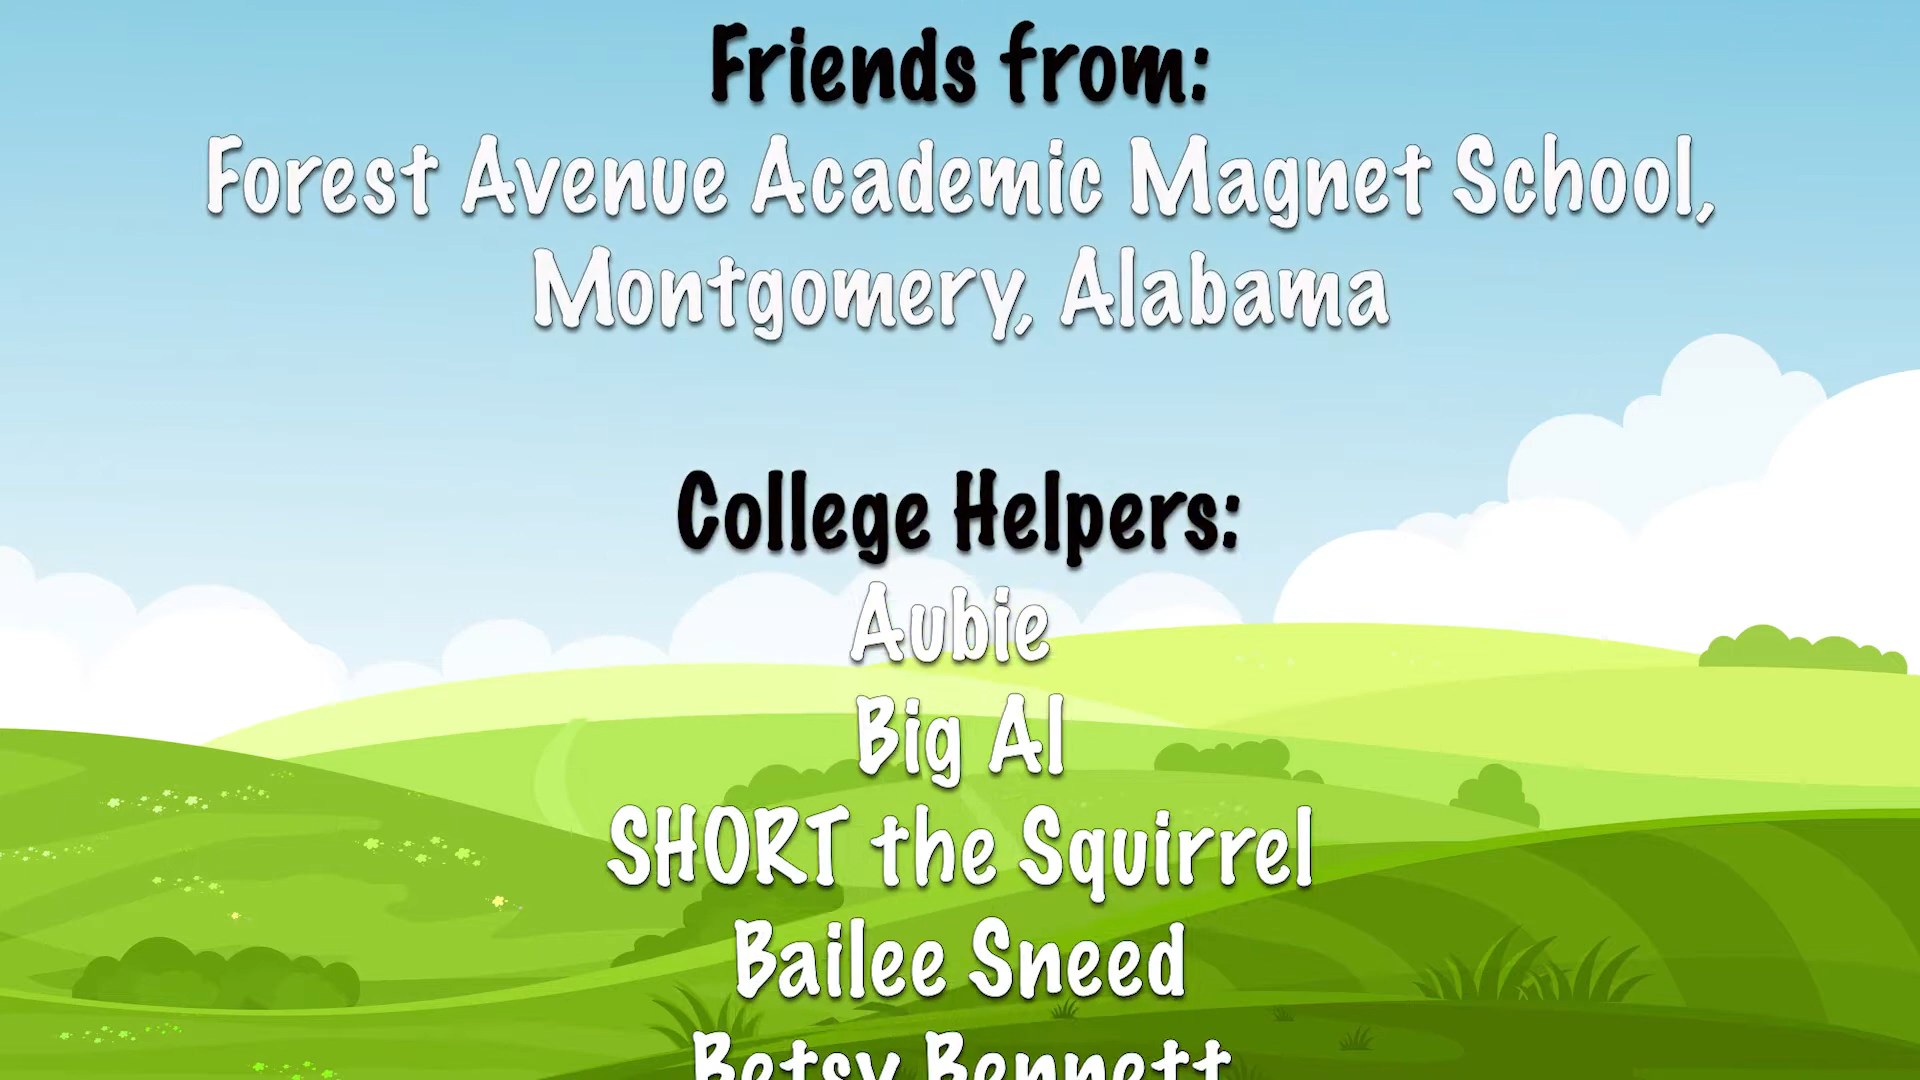 Friends from:
Forest Avenue Academic Magnet School,
Montgomery, Alabama
College Helpers:
Aubie
Big Al
SHORT the Squirrel
Bailee Sneed
Betsy Bennett